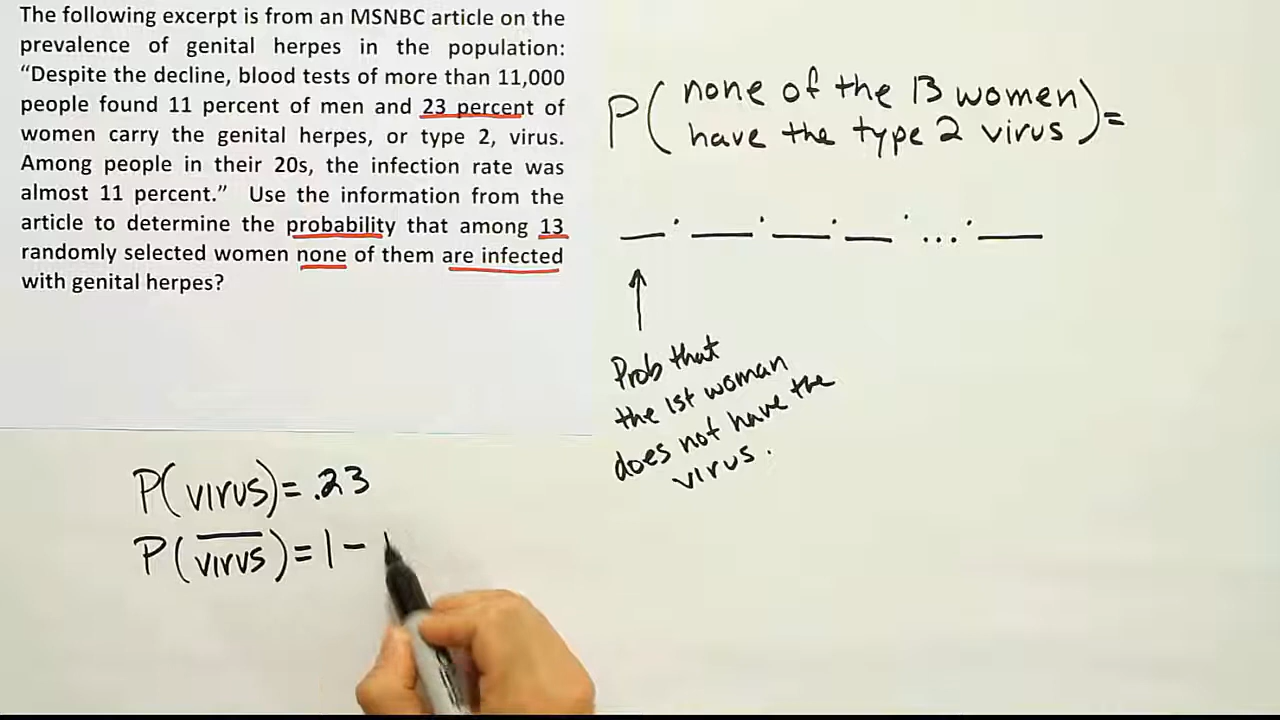 The following excerpt is from an MSNBC article on the
prevalence of genital herpes in the population:
“Despite the decline, blood tests of more than 11,000
people found 11 percent of men and 23 percent of
women carry the genital herpes, or type 2, virus.
Among people in their 20s, the infection rate was
almost 11 percent.” Use the information from the
article to determine the probability that among 13
randomly selected women none of them are infected
with genital herpes?
P( none of the 13 women
have the type 2 virus )=
__ · __ · __ · __ · ... · __
Prob that
the 1st woman
does not have the
virus.
P(virus)= .23
P(v̅i̅r̅u̅s̅)= 1 -